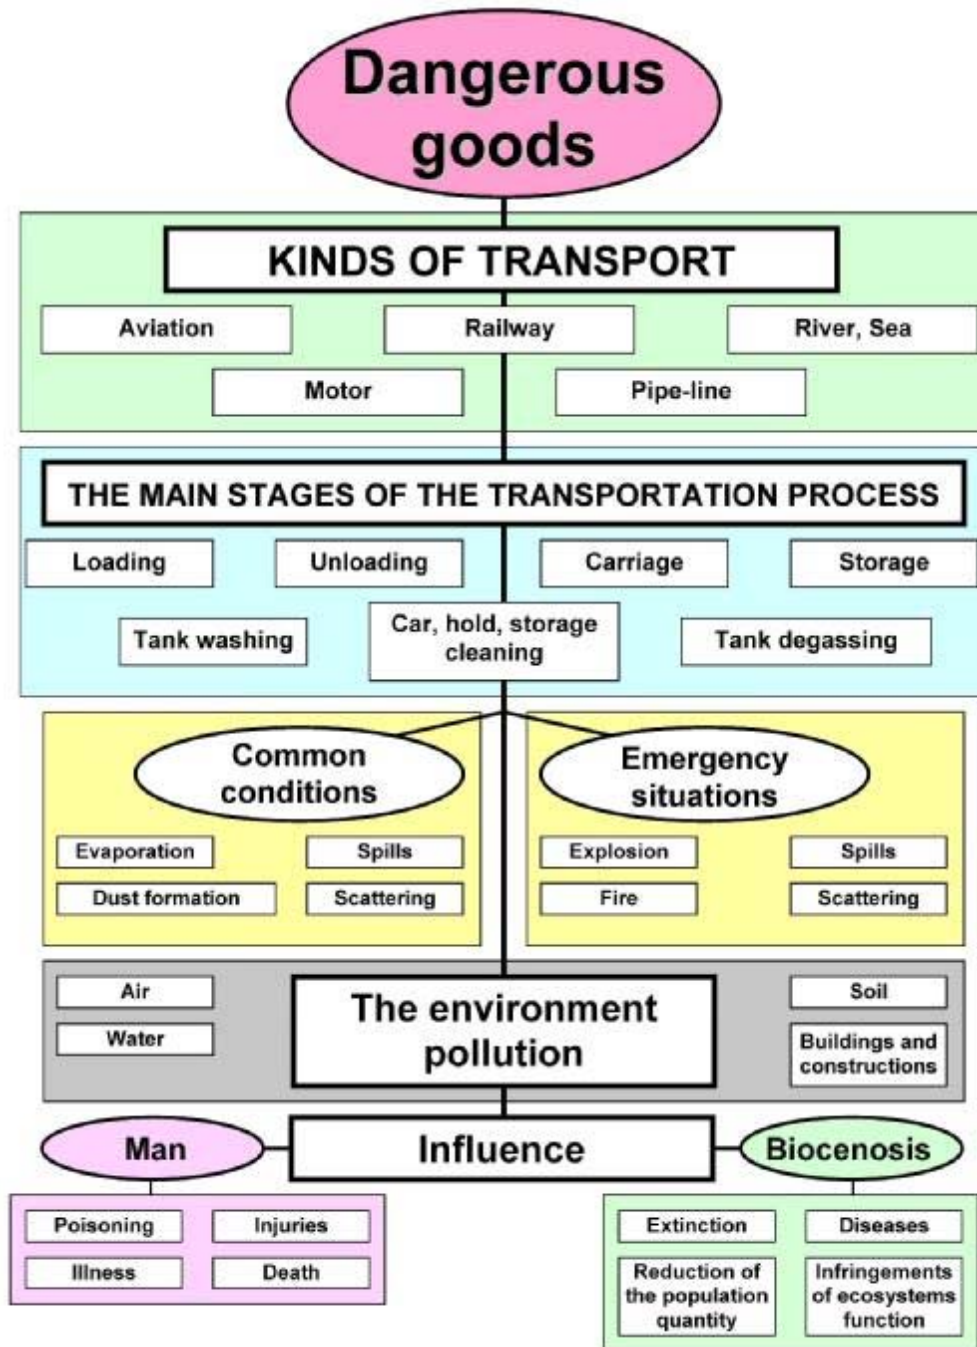 Dangerous
goods
KINDS OF TRANSPORT
Aviation
Railway
River, Sea
Motor
Pipe-line
THE MAIN STAGES OF THE TRANSPORTATION PROCESS
Loading
Unloading
Carriage
Storage
Tank washing
Car, hold, storage
cleaning
Tank degassing
Common
conditions
Evaporation
Spills
Dust formation
Scattering
Emergency
situations
Explosion
Spills
Fire
Scattering
Air
Water
The environment
pollution
Soil
Buildings and
constructions
Man
Influence
Biocenosis
Poisoning
Injuries
Illness
Death
Extinction
Diseases
Reduction of
the population
quantity
Infringements
of ecosystems
function